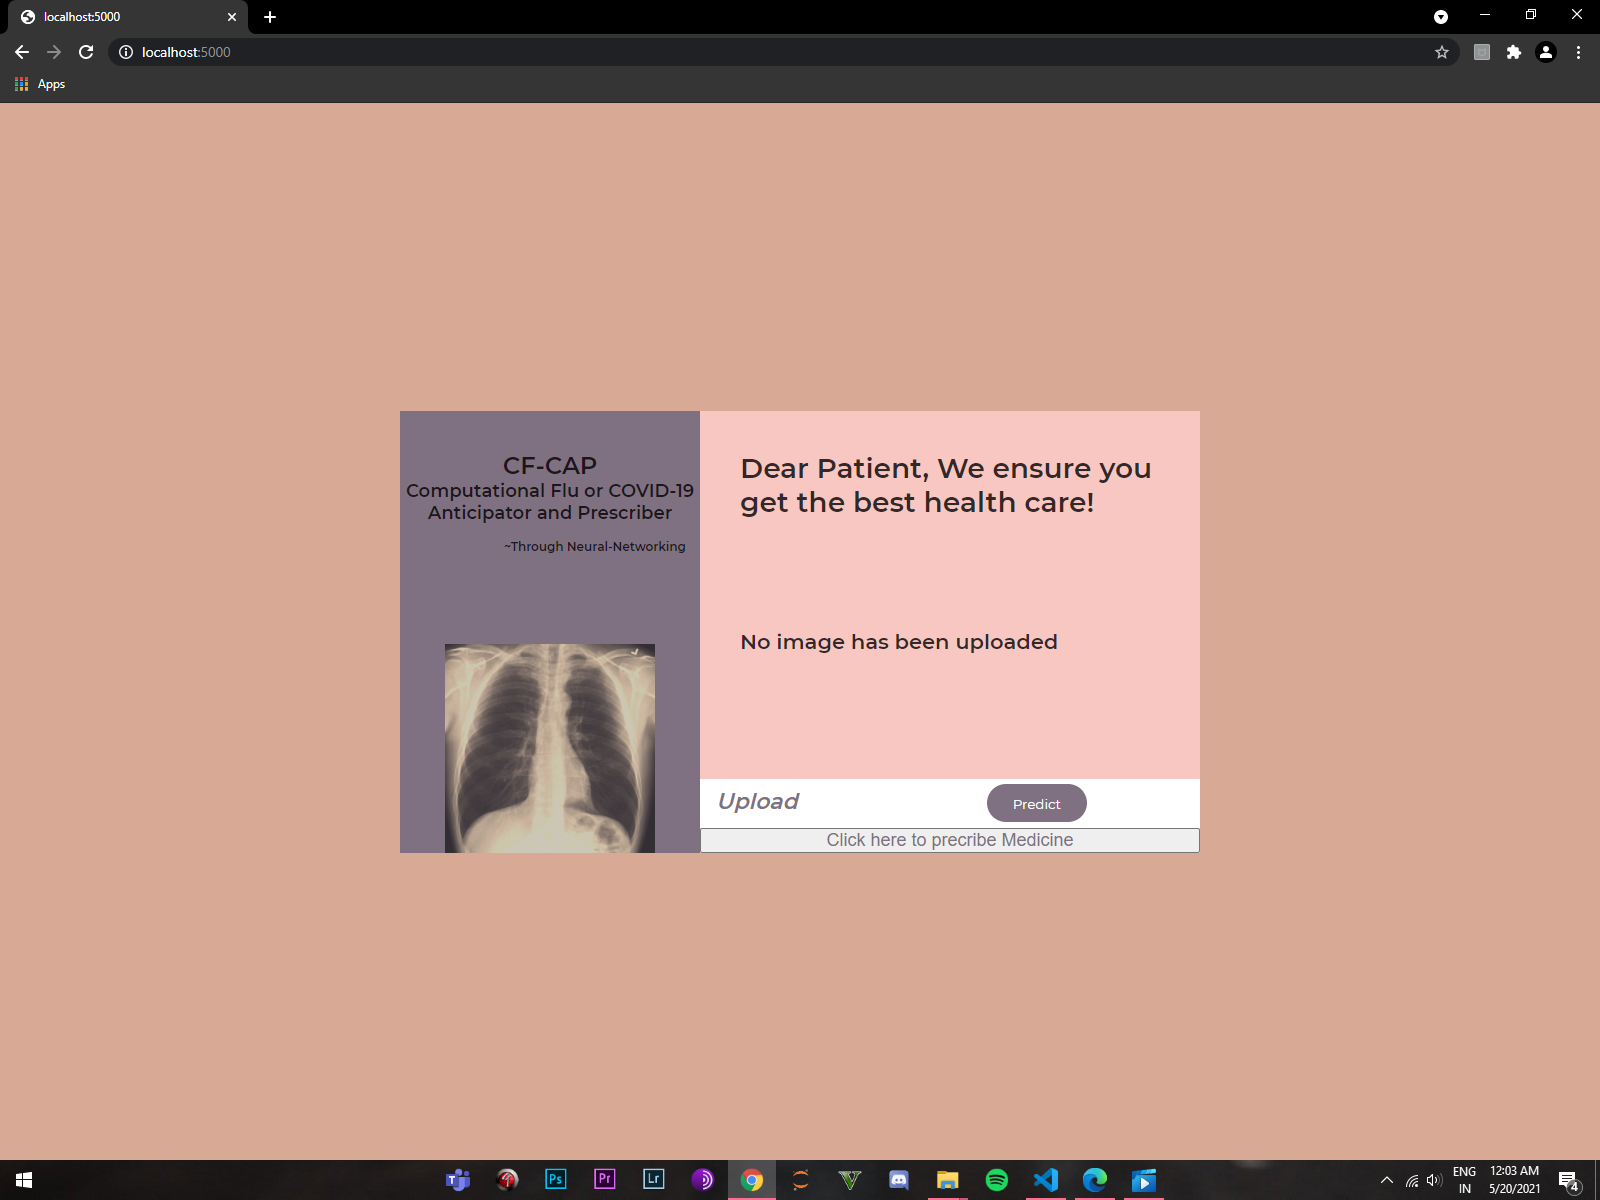 localhost:5000
localhost:5000
Apps
CF-CAP
Computational Flu or COVID-19
Anticipator and Prescriber
~Through Neural-Networking
Dear Patient, We ensure you
get the best health care!
No image has been uploaded
Upload
Predict
Click here to precribe Medicine
T
Ps
Pr
Lr
V
ENG
IN
12:03 AM
5/20/2021
4